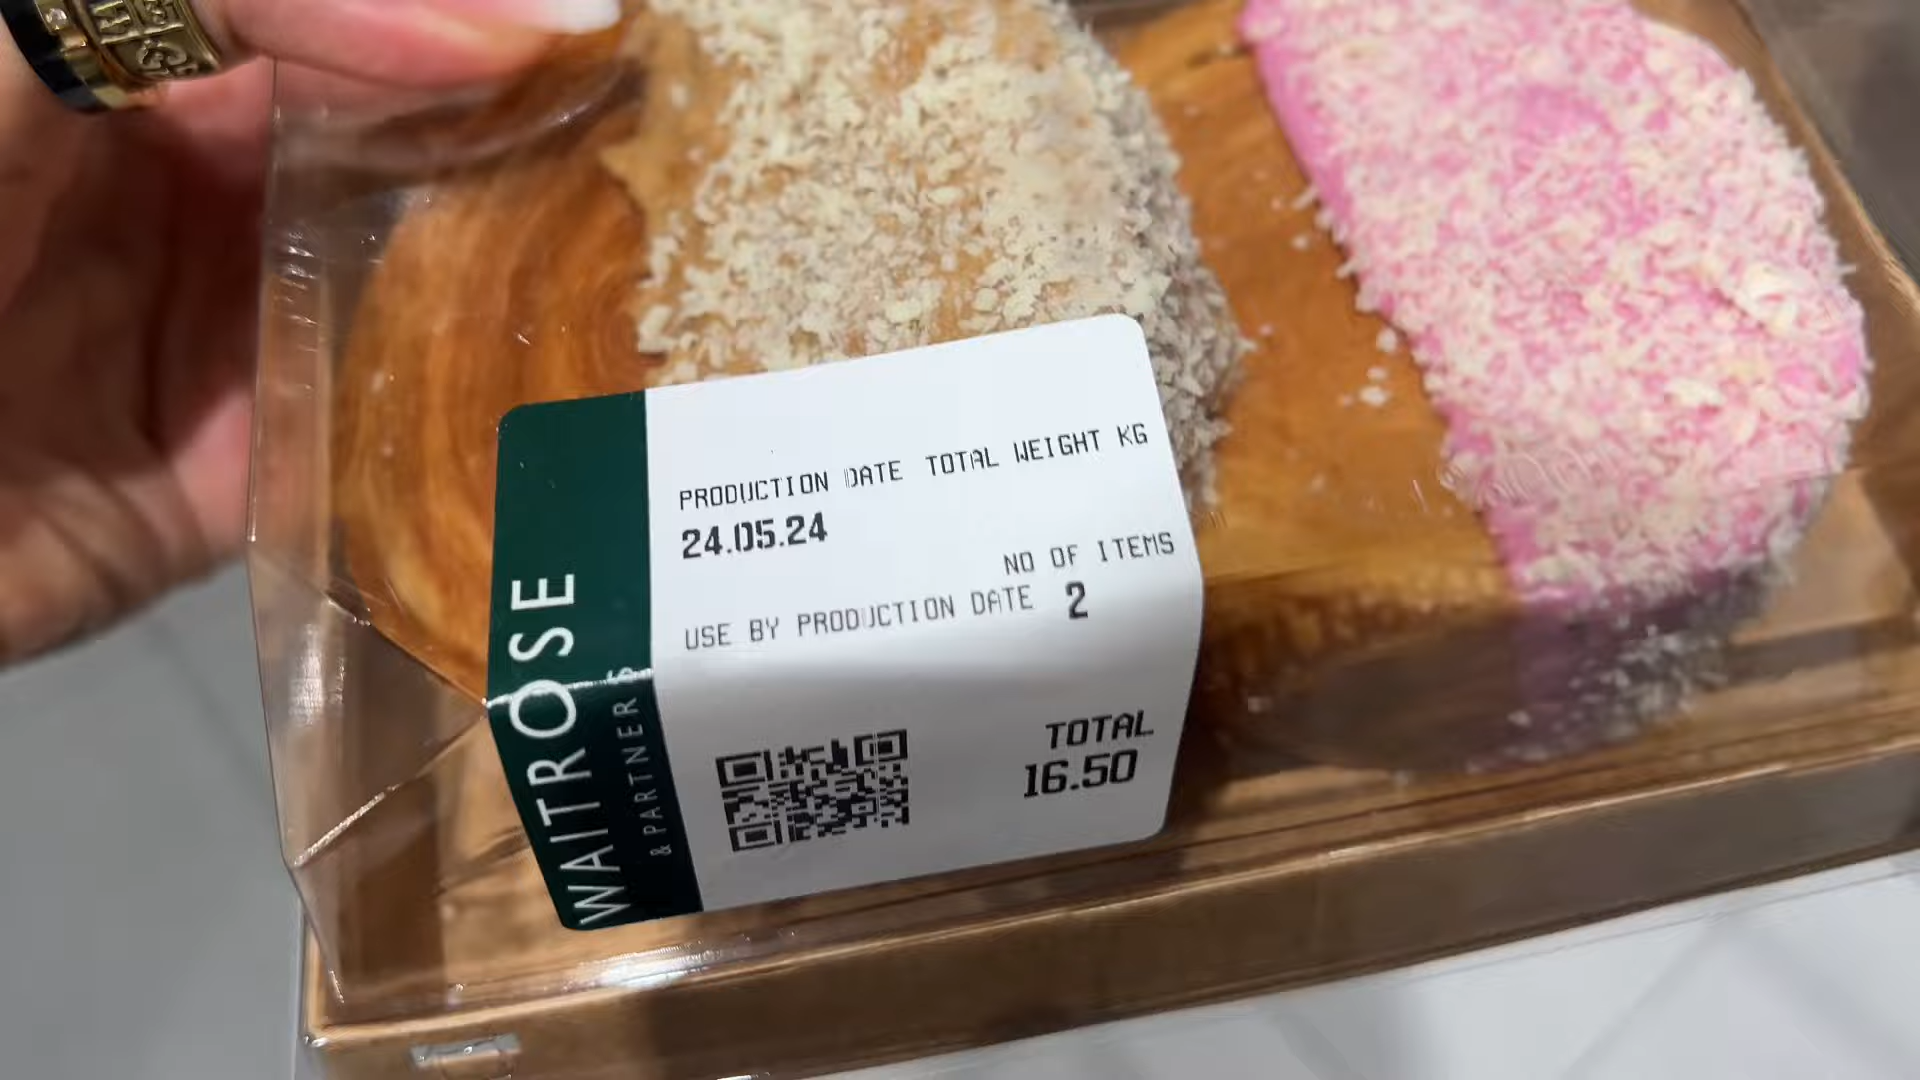 WAITROSE
& PARTNERS
PRODUCTION DATE TOTAL WEIGHT KG
24.05.24
NO OF ITEMS
USE BY PRODUCTION DATE 2
TOTAL
16.50